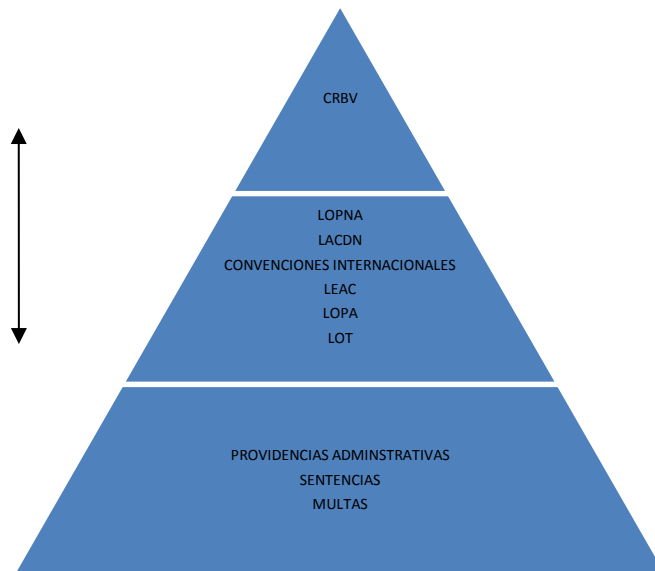 CRBV
LOPNA
LACDN
CONVENCIONES INTERNACIONALES
LEAC
LOPA
LOT
PROVIDENCIAS ADMINSTRATIVAS
SENTENCIAS
MULTAS